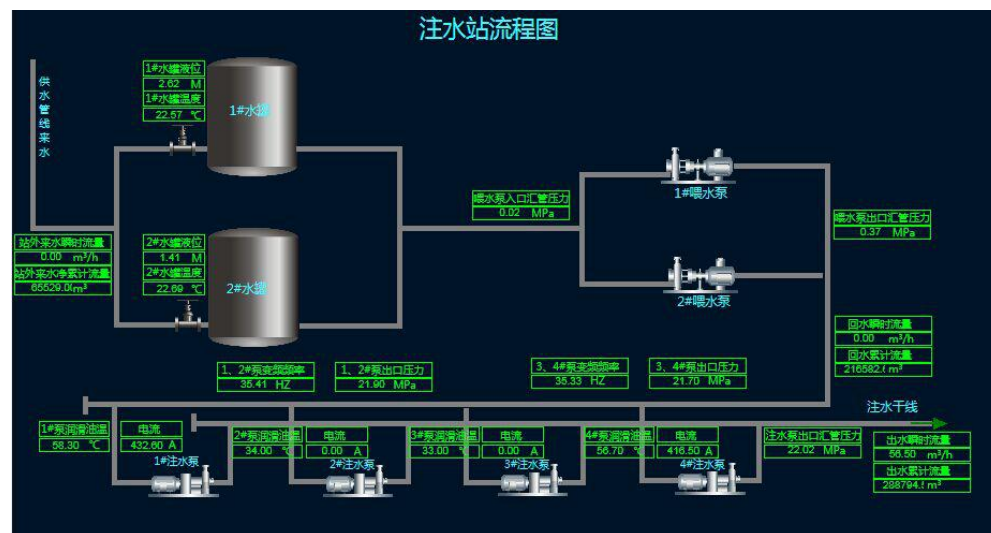 注水站流程图
供水管线来水
1#水罐液位
2.62 M
1#水罐温度
22.57 ℃
1#水罐
1#喂水泵
喂水泵入口汇管压力
0.02 MPa
喂水泵出口汇管压力
0.37 MPa
站外来水瞬时流量
0.00 m³/h
站外来水净累计流量
65529.0 m³
2#水罐液位
1.41 M
2#水罐温度
22.69 ℃
2#水罐
2#喂水泵
回水瞬时流量
0.00 m³/h
回水累计流量
216582. m³
1、2#泵变频频率
35.41 HZ
1、2#泵出口压力
21.90 MPa
3、4#泵变频频率
35.33 HZ
3、4#泵出口压力
21.70 MPa
注水干线
1#泵润滑油温
58.30 ℃
电流
432.60 A
2#泵润滑油温
34.00 ℃
电流
0.00 A
3#泵润滑油温
33.00 ℃
电流
0.00 A
4#泵润滑油温
56.70 ℃
电流
416.50 A
注水泵出口汇管压力
22.02 MPa
出水瞬时流量
56.50 m³/h
出水累计流量
288794. m³
1#注水泵
2#注水泵
3#注水泵
4#注水泵